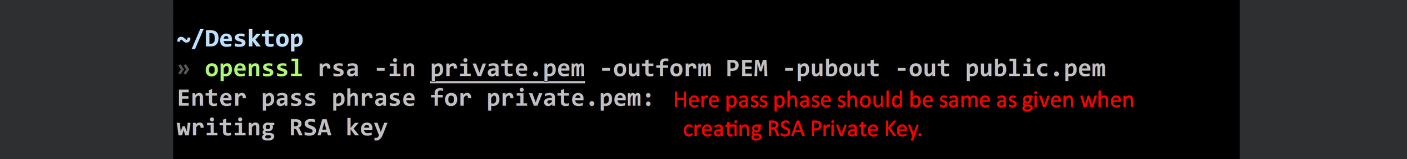 ~/Desktop
» openssl rsa -in private.pem -outform PEM -pubout -out public.pem
Enter pass phrase for private.pem: Here pass phase should be same as given when
writing RSA key creating RSA Private Key.